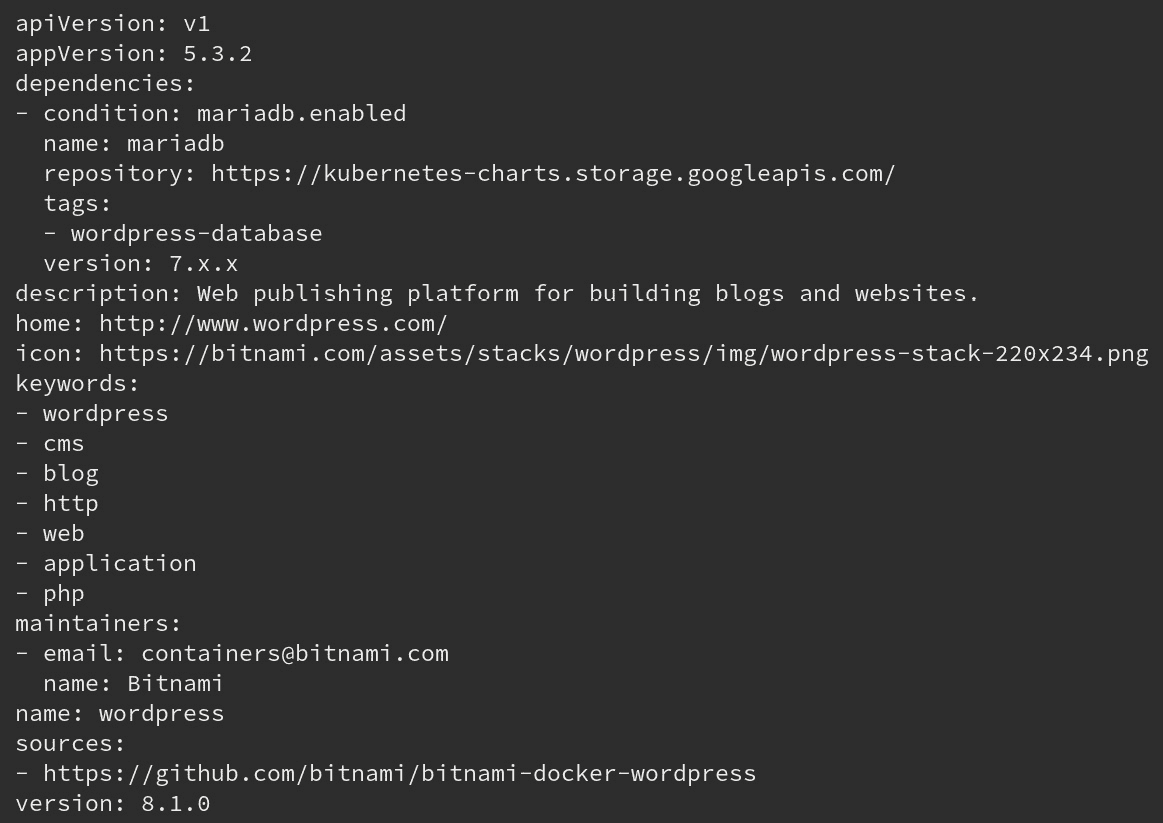 apiVersion: v1
appVersion: 5.3.2
dependencies:
- condition: mariadb.enabled
  name: mariadb
  repository: https://kubernetes-charts.storage.googleapis.com/
  tags:
  - wordpress-database
  version: 7.x.x
description: Web publishing platform for building blogs and websites.
home: http://www.wordpress.com/
icon: https://bitnami.com/assets/stacks/wordpress/img/wordpress-stack-220x234.png
keywords:
- wordpress
- cms
- blog
- http
- web
- application
- php
maintainers:
- email: containers@bitnami.com
  name: Bitnami
name: wordpress
sources:
- https://github.com/bitnami/bitnami-docker-wordpress
version: 8.1.0